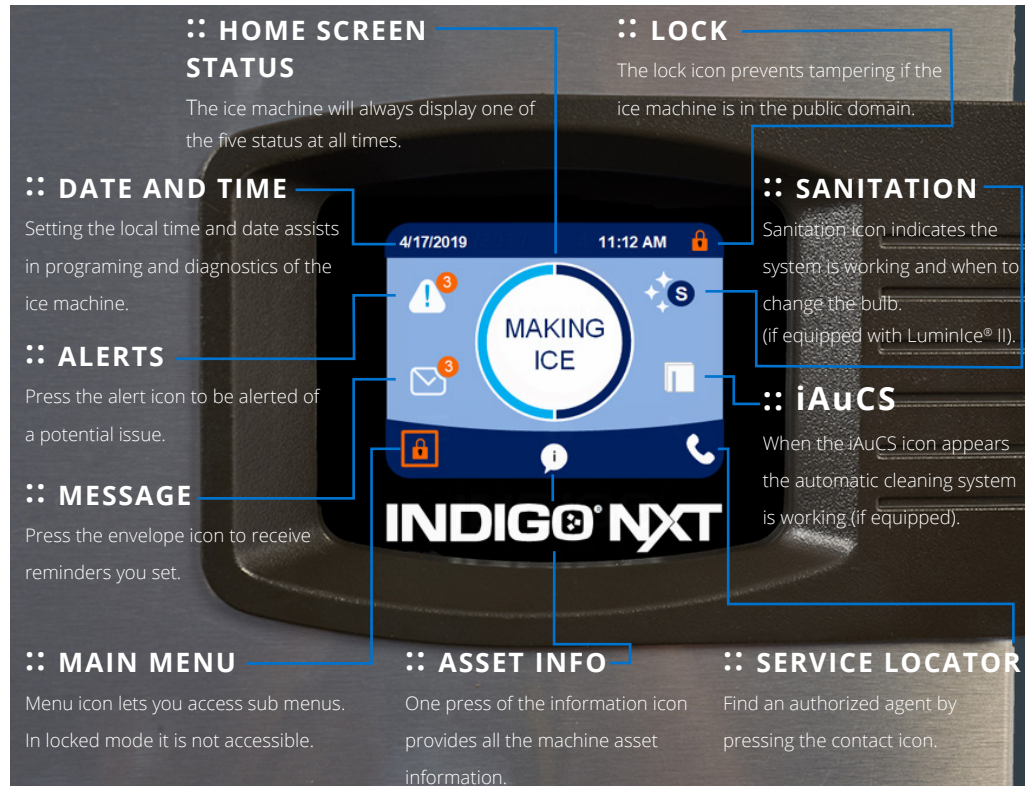 :: HOME SCREEN
STATUS
The ice machine will always display one of
the five status at all times.
:: LOCK
The lock icon prevents tampering if the
ice machine is in the public domain.
:: DATE AND TIME
Setting the local time and date assists
in programing and diagnostics of the
ice machine.
:: SANITATION
Sanitation icon indicates the
system is working and when to
change the bulb.
(if equipped with LuminIce® II).
4/17/2019
11:12 AM
3
S
MAKING
ICE
3
i
INDIGO® NXT
:: ALERTS
Press the alert icon to be alerted of
a potential issue.
:: iAuCS
When the iAuCS icon appears
the automatic cleaning system
is working (if equipped).
:: MESSAGE
Press the envelope icon to receive
reminders you set.
:: MAIN MENU
Menu icon lets you access sub menus.
In locked mode it is not accessible.
:: ASSET INFO
One press of the information icon
provides all the machine asset
information.
:: SERVICE LOCATOR
Find an authorized agent by
pressing the contact icon.